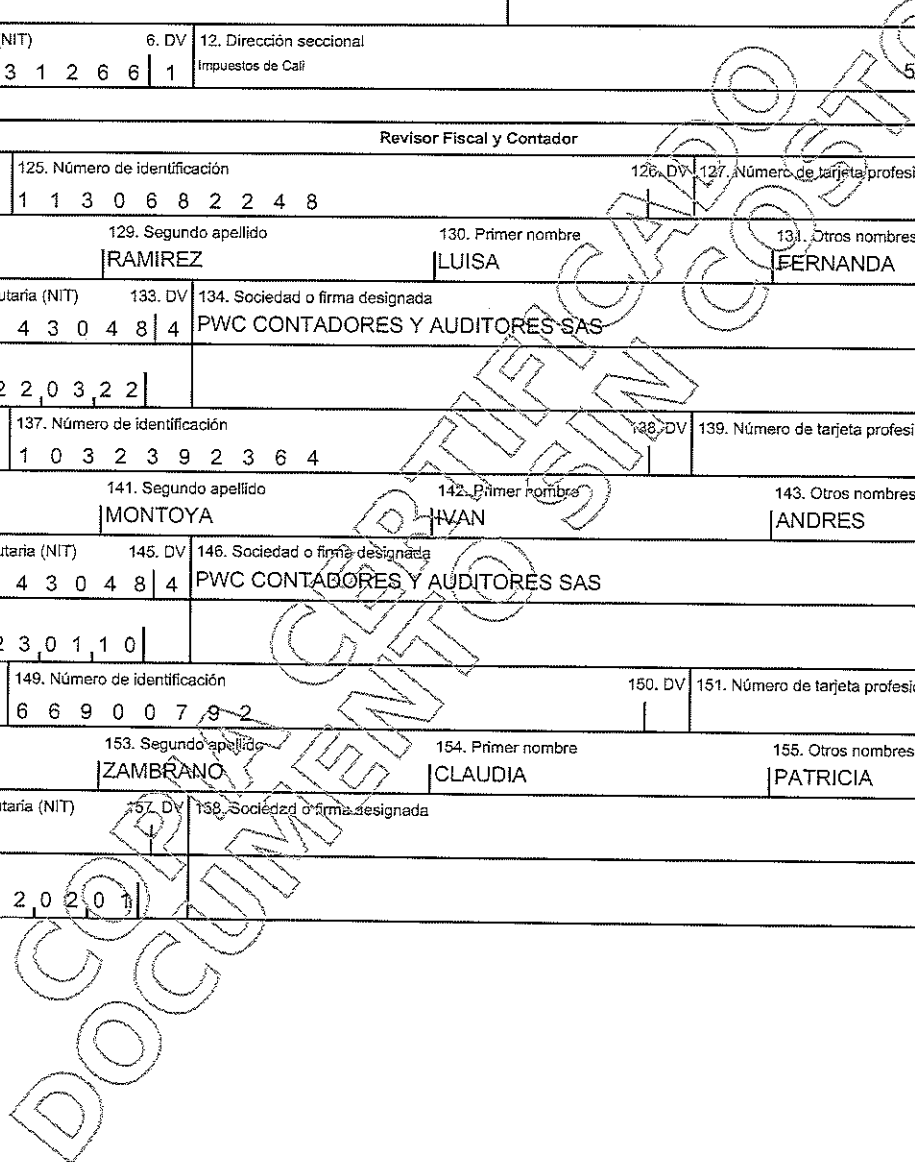 (NIT) 6. DV 12. Dirección seccional
3 1 2 6 6 1 Impuestos de Cali 5
Revisor Fiscal y Contador
125. Número de identificación 126. DV 127. Número de tarjeta profesi
1 1 3 0 6 8 2 2 4 8
129. Segundo apellido 130. Primer nombre 131. Otros nombres
RAMIREZ LUISA FERNANDA
utaria (NIT) 133. DV 134. Sociedad o firma designada
4 3 0 4 8 4 PWC CONTADORES Y AUDITORES SAS
2 2 0 3 2 2
137. Número de identificación 138. DV 139. Número de tarjeta profesi
1 0 3 2 3 9 2 3 6 4
141. Segundo apellido 142. Primer nombre 143. Otros nombres
MONTOYA IVAN ANDRES
utaria (NIT) 145. DV 146. Sociedad o firma designada
4 3 0 4 8 4 PWC CONTADORES Y AUDITORES SAS
2 3 0 1 1 0
149. Número de identificación 150. DV 151. Número de tarjeta profesi
6 6 9 0 0 7 9 2
153. Segundo apellido 154. Primer nombre 155. Otros nombres
ZAMBRANO CLAUDIA PATRICIA
utaria (NIT) 157. DV 158. Sociedad o firma designada
2 0 2 0 1
COPIA CERTIFICADO
DOCUMENTO SIN COSTO